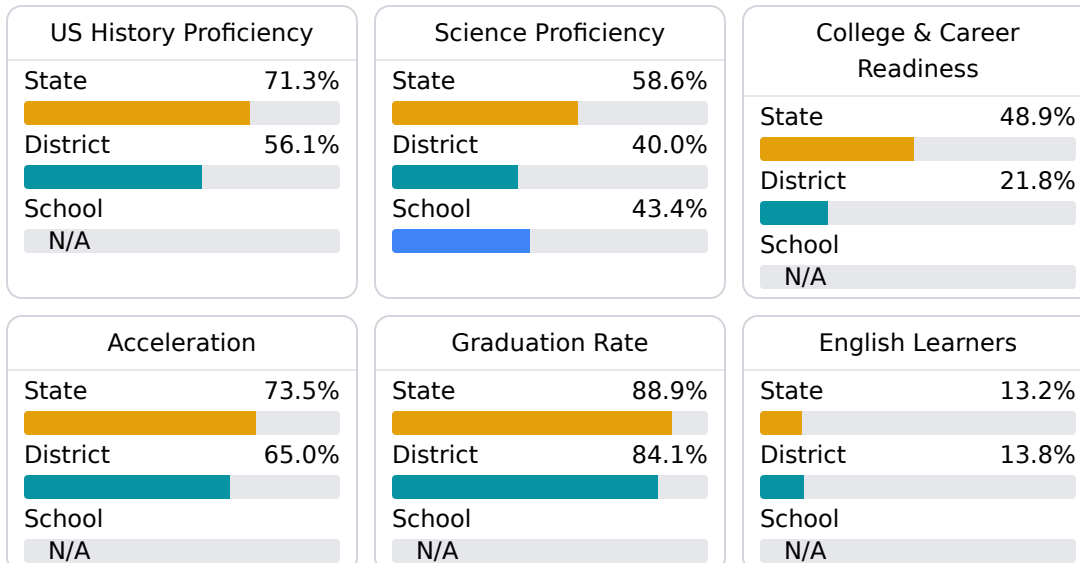 US History Proficiency
State 71.3%
District 56.1%
School
N/A
Science Proficiency
State 58.6%
District 40.0%
School 43.4%
College & Career
Readiness
State 48.9%
District 21.8%
School
N/A
Acceleration
State 73.5%
District 65.0%
School
N/A
Graduation Rate
State 88.9%
District 84.1%
School
N/A
English Learners
State 13.2%
District 13.8%
School
N/A